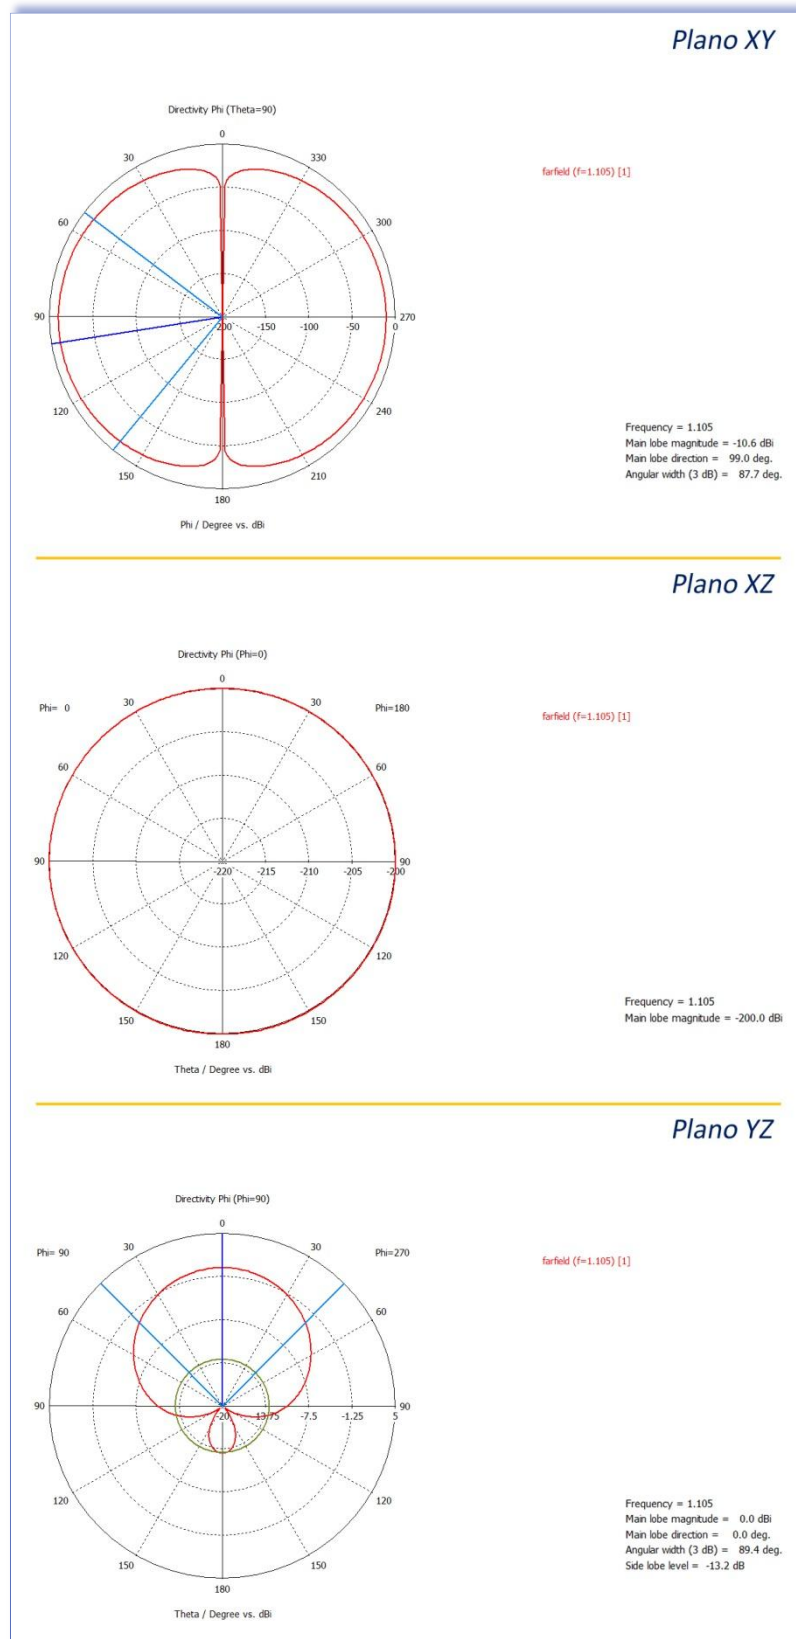 Plano XY
Directivity Phi (Theta=90)
0
30 330
farfield (f=1.105) [1]
60 300
90 -200 -150 -100 -50 0 270
120 240
Frequency = 1.105
Main lobe magnitude = -10.6 dBi
Main lobe direction = 99.0 deg.
Angular width (3 dB) = 87.7 deg.
150 210
180
Phi / Degree vs. dBi
Plano XZ
Directivity Phi (Phi=0)
0
Phi= 0 30 30 Phi=180
farfield (f=1.105) [1]
60 60
90 -220 -215 -210 -205 -200 90
120 120
Frequency = 1.105
Main lobe magnitude = -200.0 dBi
150 150
180
Theta / Degree vs. dBi
Plano YZ
Directivity Phi (Phi=90)
0
Phi= 90 30 30 Phi=270
farfield (f=1.105) [1]
60 60
90 -20 -13.75 -7.5 -1.25 5 90
120 120
Frequency = 1.105
Main lobe magnitude = 0.0 dBi
Main lobe direction = 0.0 deg.
Angular width (3 dB) = 89.4 deg.
Side lobe level = -13.2 dB
150 150
180
Theta / Degree vs. dBi